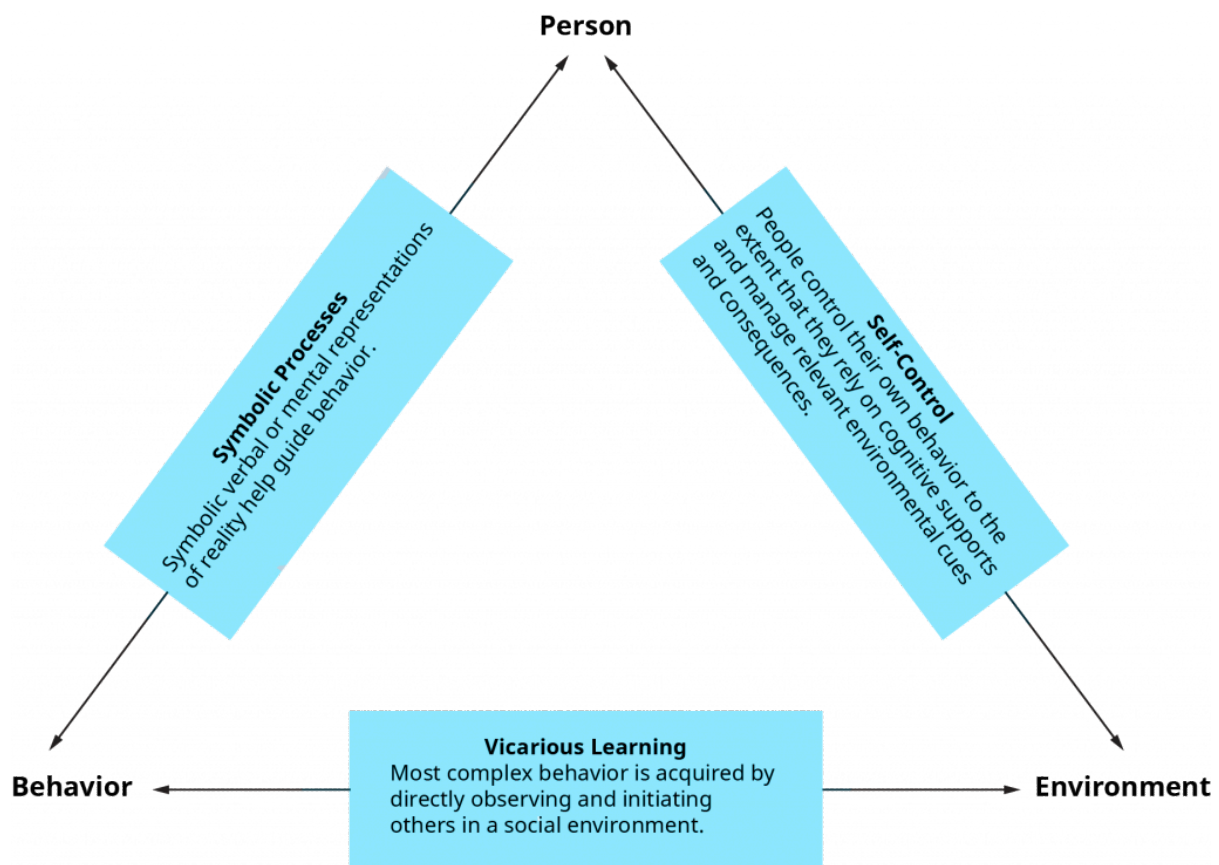 Person
Symbolic Processes
Symbolic verbal or mental representations
of reality help guide behavior.
Self-Control
People control their own behavior to the
extent that they rely on cognitive supports
and manage relevant environmental cues
and consequences.
Behavior
Vicarious Learning
Most complex behavior is acquired by
directly observing and initiating
others in a social environment.
Environment